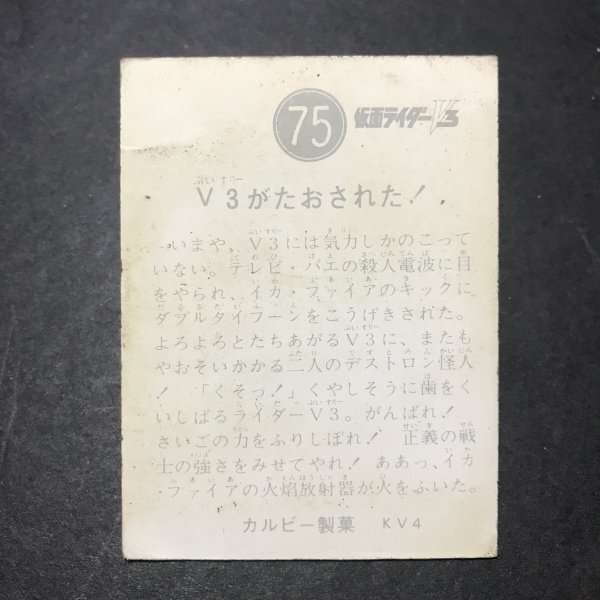 75 仮面ライダーV3
V3がたおされた!
いまや、V3には気力しかのこって
いない。テレビ・バエの殺人電波に目
をやられ、イカ・ファイアのキックに
ダブルタイフーンをこうげきされた。
よろよろとたちあがるV3に、またも
やおそいかかる二人のデストロン怪人
!「くそっ!」くやしそうに歯をく
いしばるライダーV3。がんばれ!
さいごの力をふりしぼれ! 正義の戦
士の強さをみせてやれ! ああっ、イカ
・ファイアの火焰放射器が火をふいた。
カルビー製菓 KV4